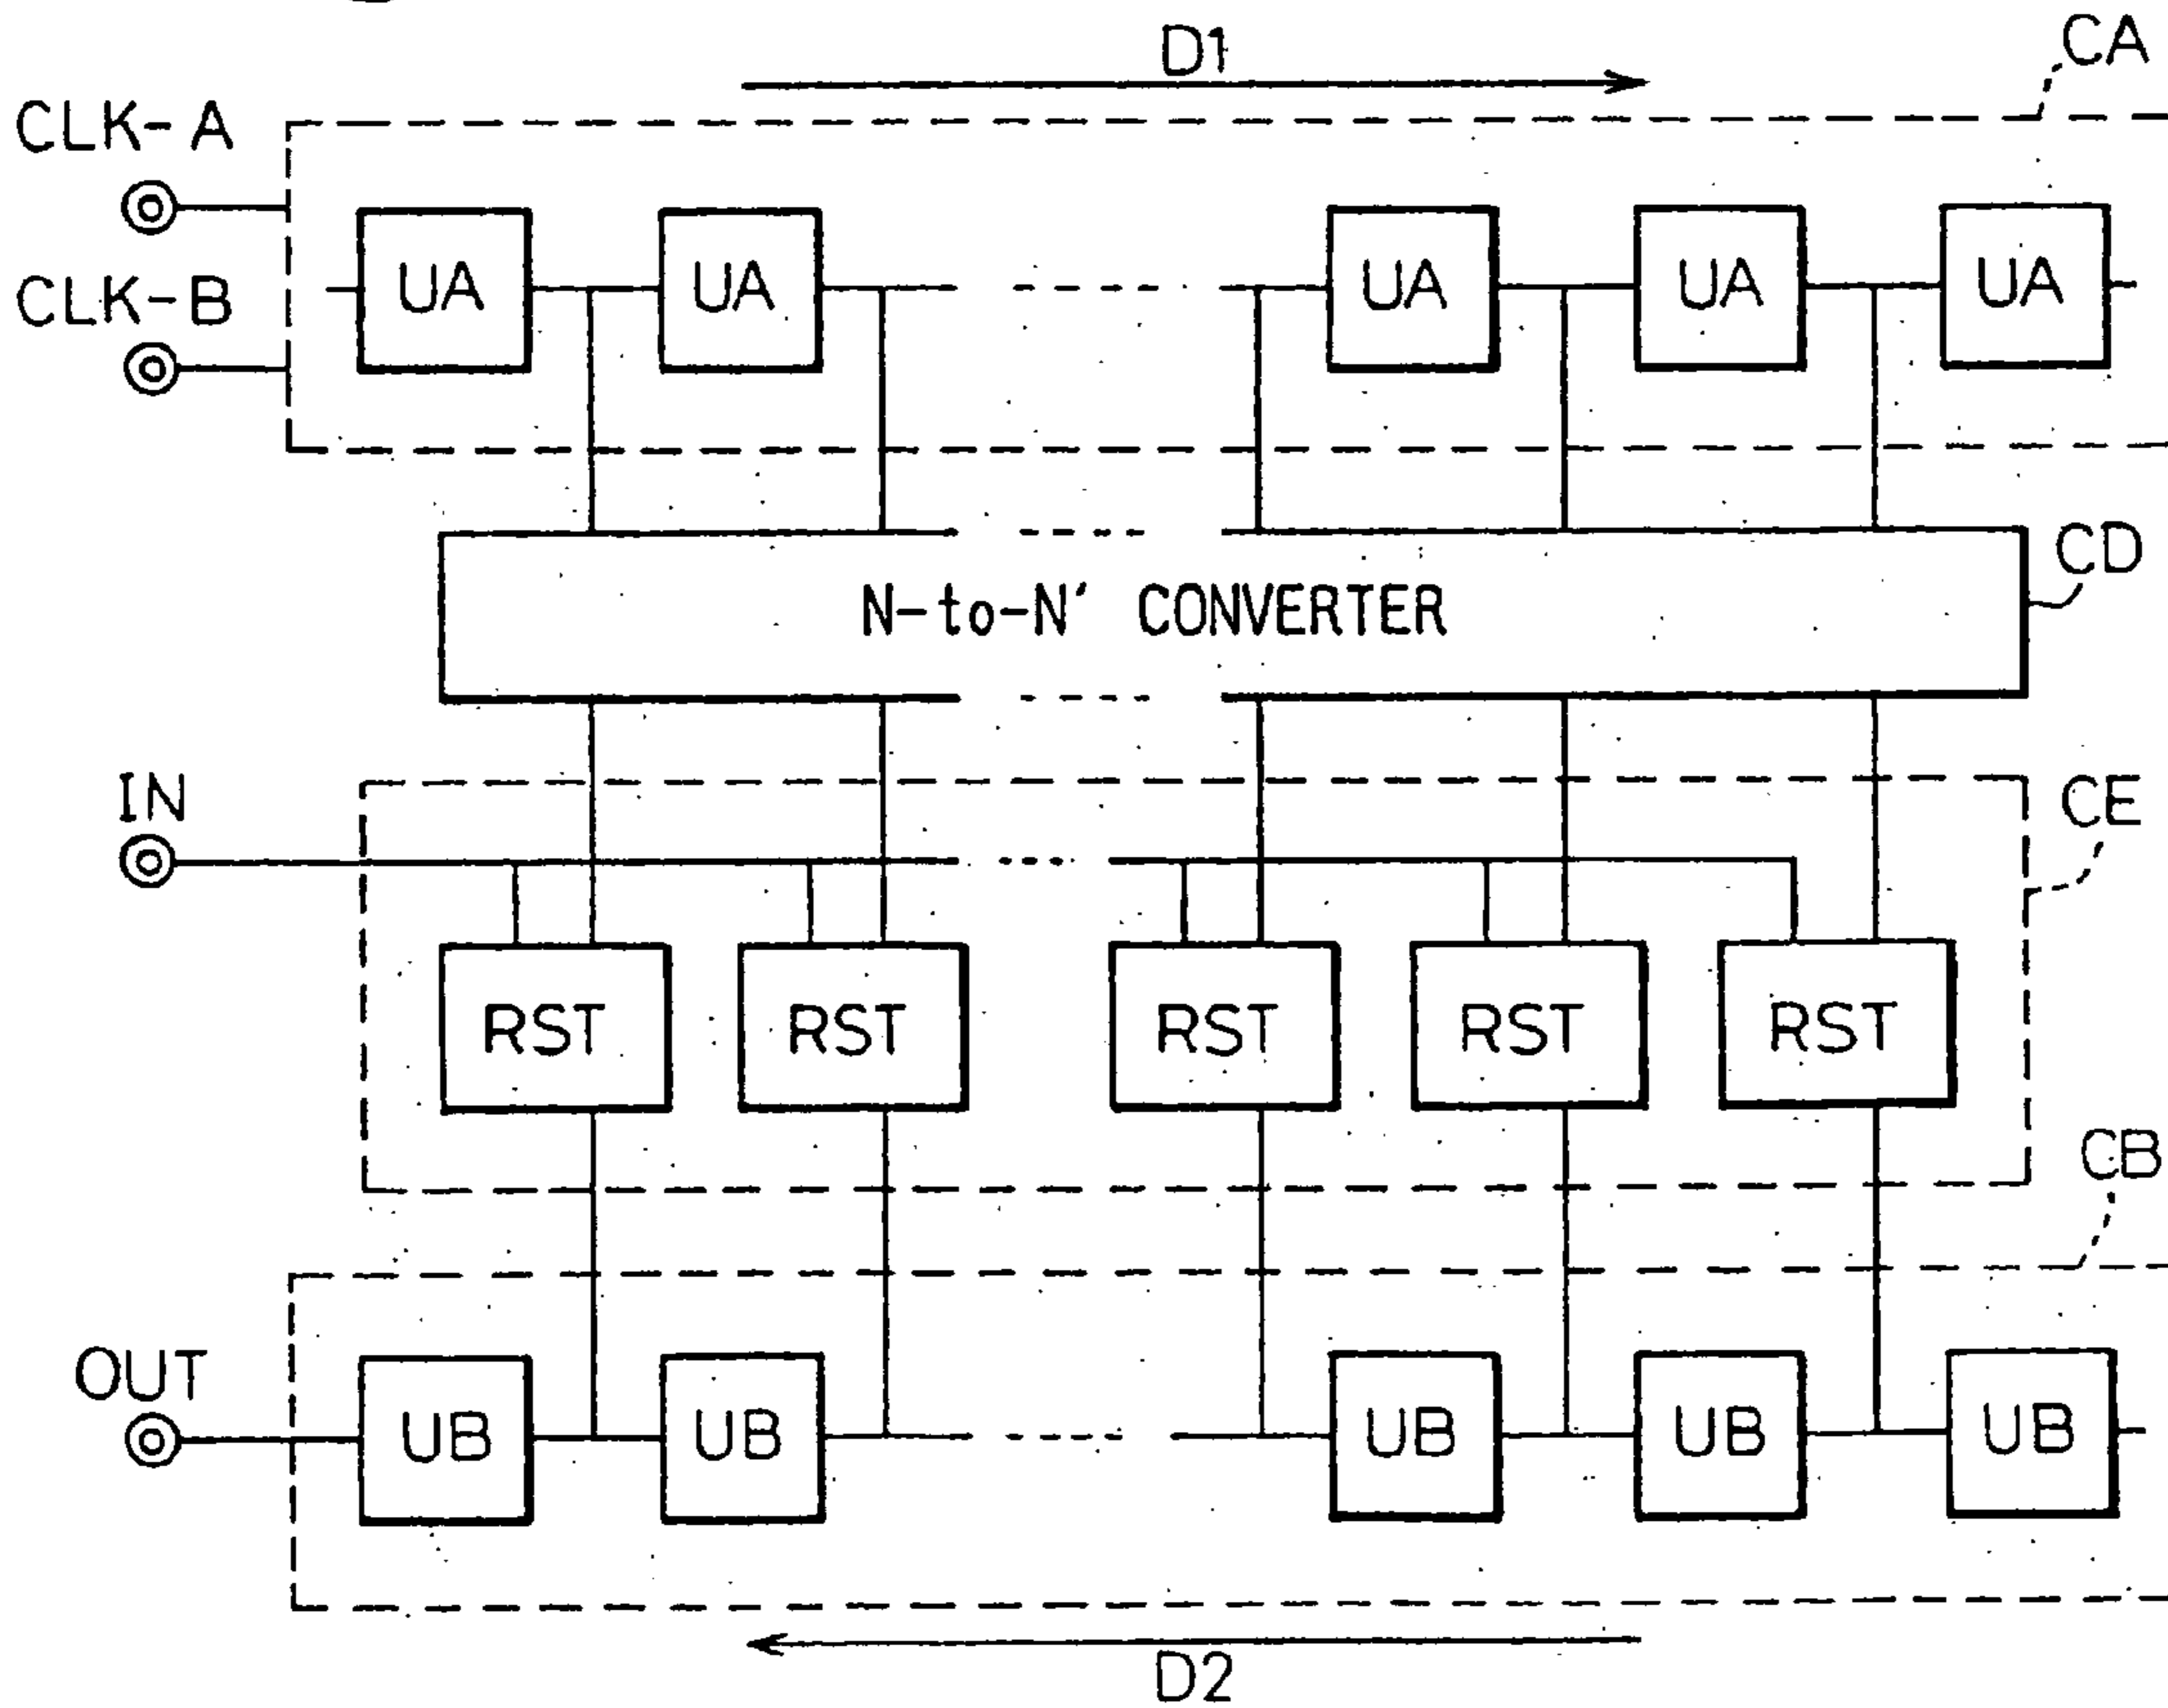 D1
CA
CLK-A
CLK-B
UA UA UA UA UA
CD
N-to-N' CONVERTER
IN
CE
RST RST RST RST RST
CB
OUT
UB UB UB UB UB
D2